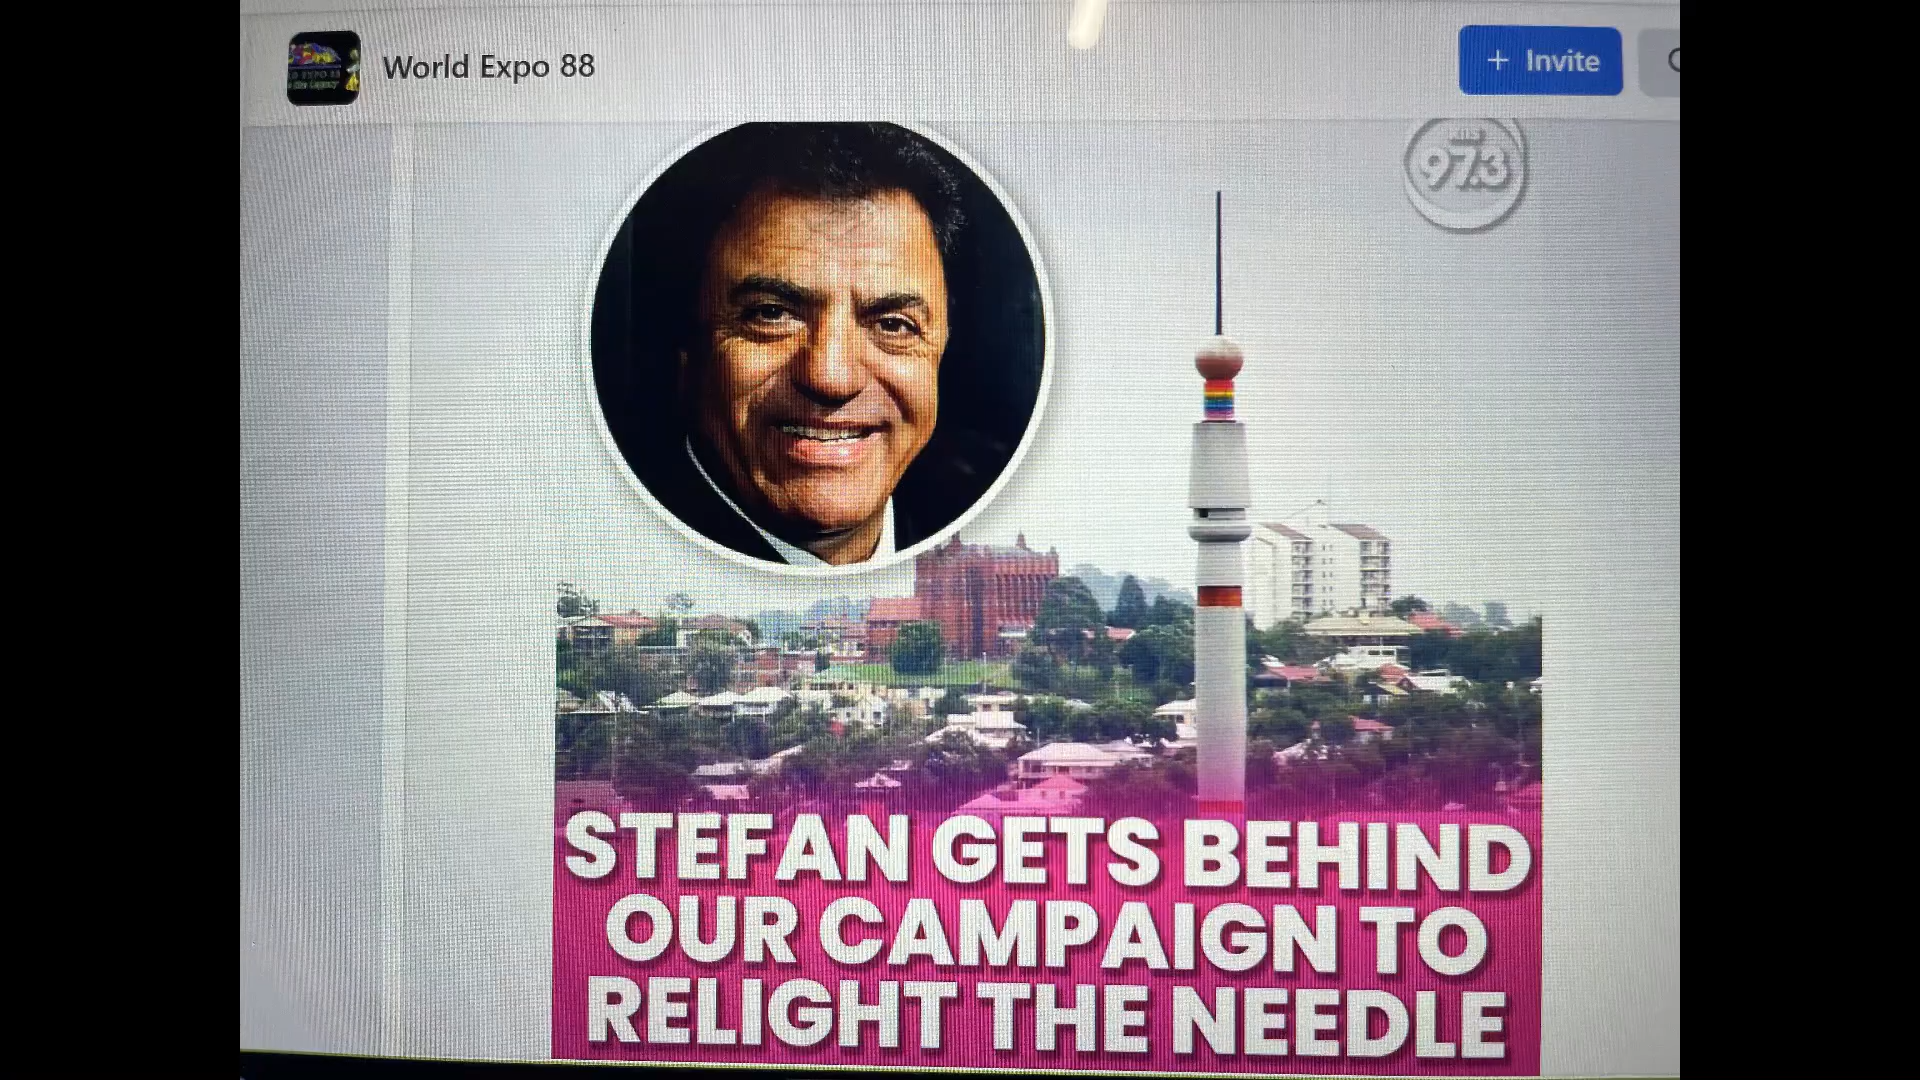 World Expo 88
+ Invite
97.3
STEFAN GETS BEHIND
OUR CAMPAIGN TO
RELIGHT THE NEEDLE